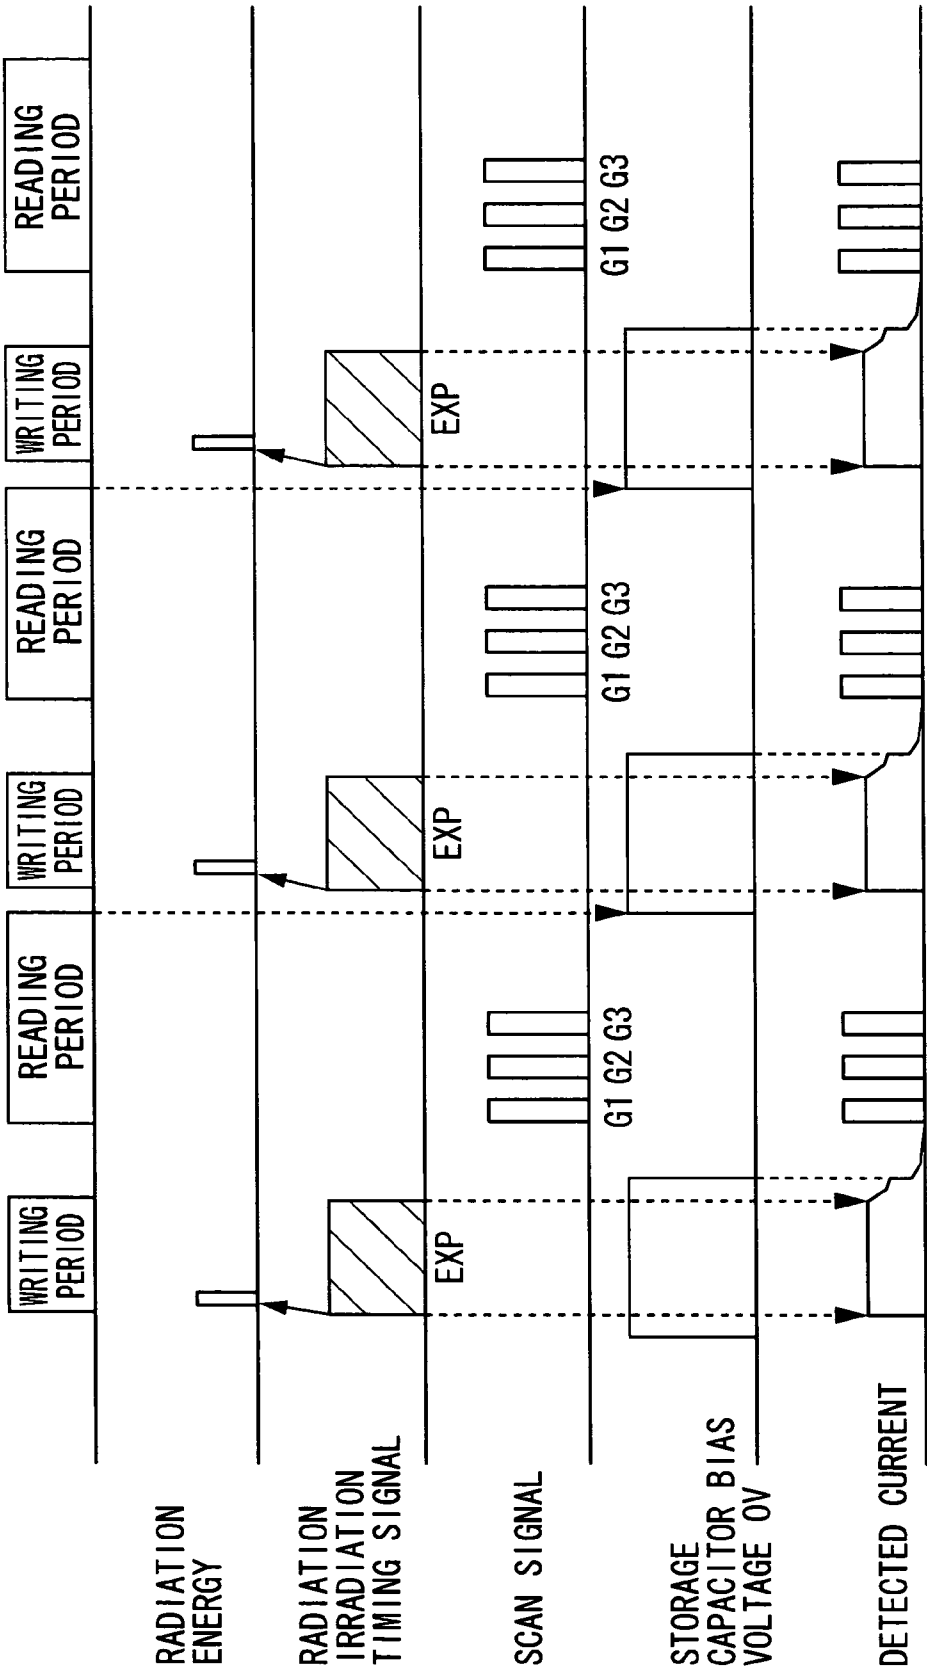 WRITING
PERIOD
READING
PERIOD
WRITING
PERIOD
READING
PERIOD
WRITING
PERIOD
READING
PERIOD
RADIATION
ENERGY
RADIATION
IRRADIATION
TIMING SIGNAL
EXP
EXP
EXP
SCAN SIGNAL
G1 G2 G3
G1 G2 G3
G1 G2 G3
STORAGE
CAPACITOR BIAS
VOLTAGE 0V
DETECTED CURRENT